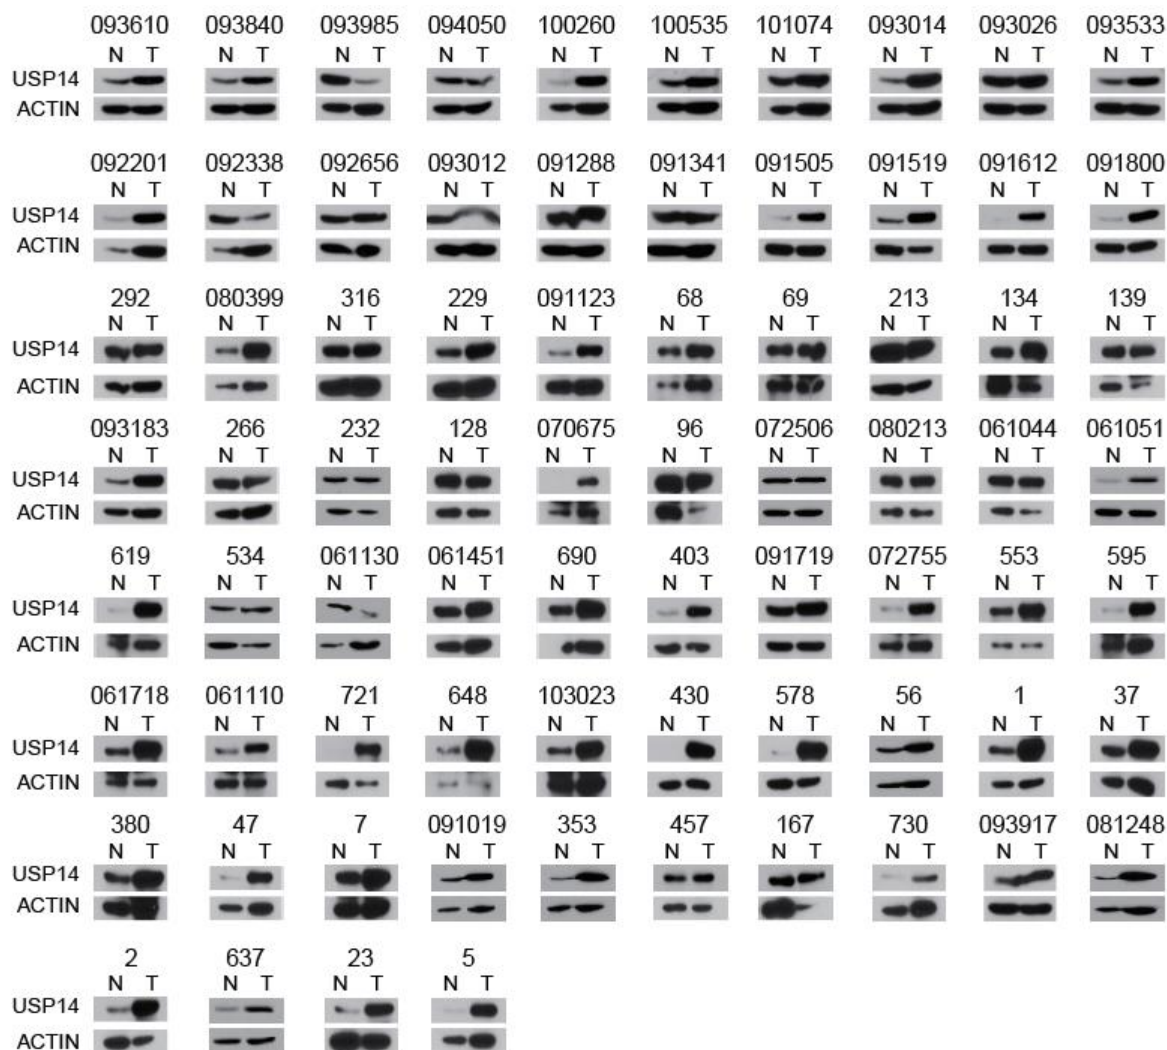 093610 093840 093985 094050 100260 100535 101074 093014 093026 093533
N T N T N T N T N T N T N T N T N T N T
USP14
ACTIN
092201 092338 092656 093012 091288 091341 091505 091519 091612 091800
N T N T N T N T N T N T N T N T N T N T
USP14
ACTIN
292 080399 316 229 091123 68 69 213 134 139
N T N T N T N T N T N T N T N T N T N T
USP14
ACTIN
093183 266 232 128 070675 96 072506 080213 061044 061051
N T N T N T N T N T N T N T N T N T N T
USP14
ACTIN
619 534 061130 061451 690 403 091719 072755 553 595
N T N T N T N T N T N T N T N T N T N T
USP14
ACTIN
061718 061110 721 648 103023 430 578 56 1 37
N T N T N T N T N T N T N T N T N T N T
USP14
ACTIN
380 47 7 091019 353 457 167 730 093917 081248
N T N T N T N T N T N T N T N T N T N T
USP14
ACTIN
2 637 23 5
N T N T N T N T
USP14
ACTIN